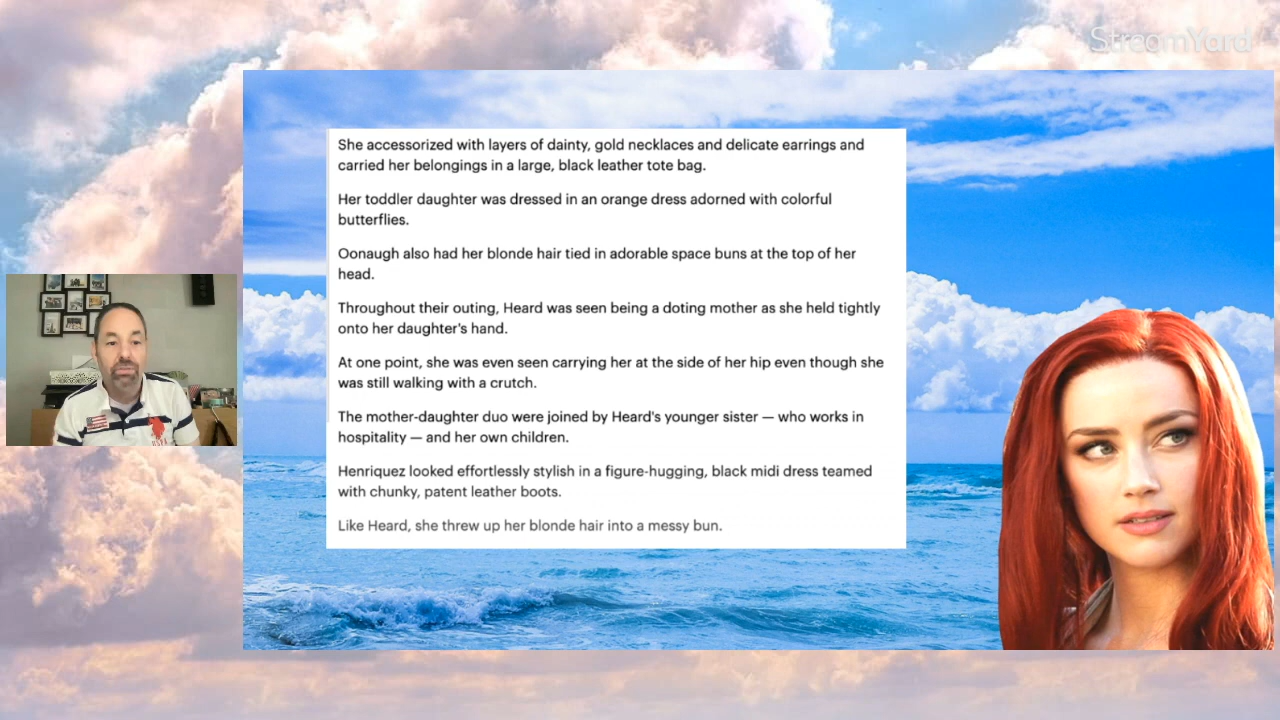 StreamYard
She accessorized with layers of dainty, gold necklaces and delicate earrings and
carried her belongings in a large, black leather tote bag.
Her toddler daughter was dressed in an orange dress adorned with colorful
butterflies.
Oonaugh also had her blonde hair tied in adorable space buns at the top of her
head.
Throughout their outing, Heard was seen being a doting mother as she held tightly
onto her daughter's hand.
At one point, she was even seen carrying her at the side of her hip even though she
was still walking with a crutch.
The mother-daughter duo were joined by Heard's younger sister — who works in
hospitality — and her own children.
Henriquez looked effortlessly stylish in a figure-hugging, black midi dress teamed
with chunky, patent leather boots.
Like Heard, she threw up her blonde hair into a messy bun.